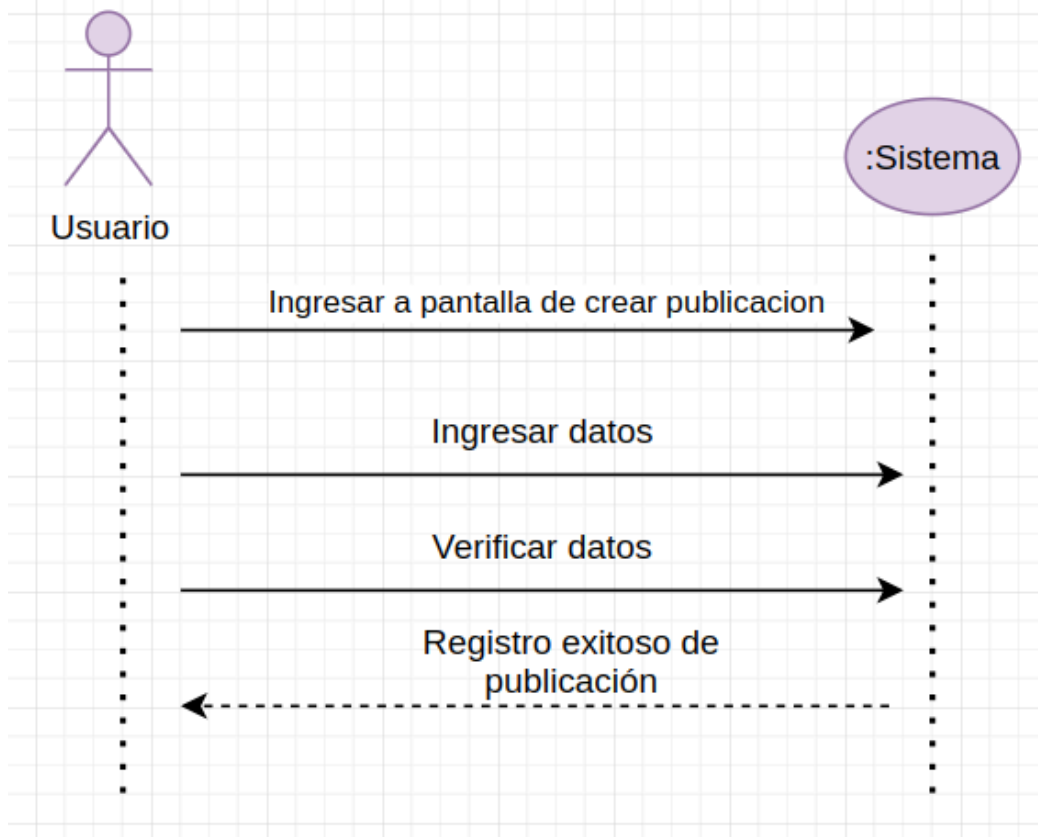 :Sistema
Usuario
Ingresar a pantalla de crear publicacion
Ingresar datos
Verificar datos
Registro exitoso de
publicación